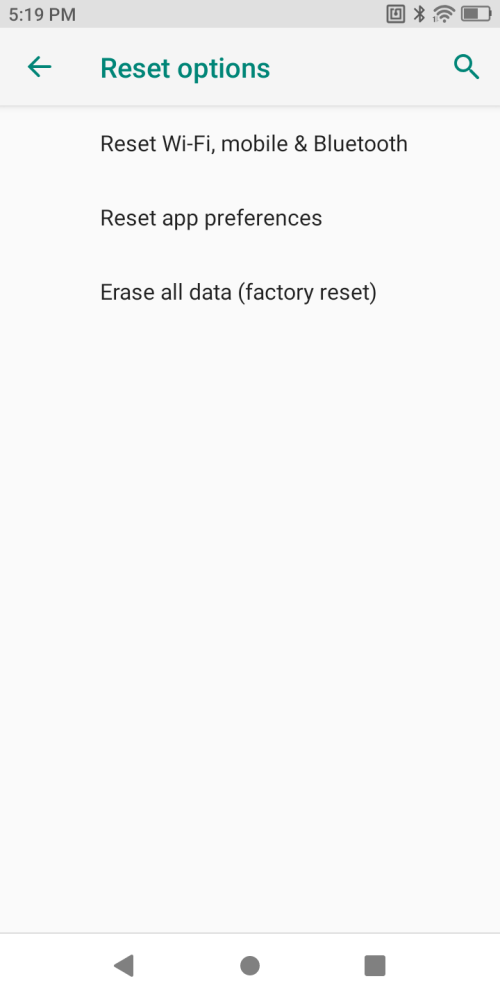 5:19 PM
Reset options
Reset Wi-Fi, mobile & Bluetooth
Reset app preferences
Erase all data (factory reset)